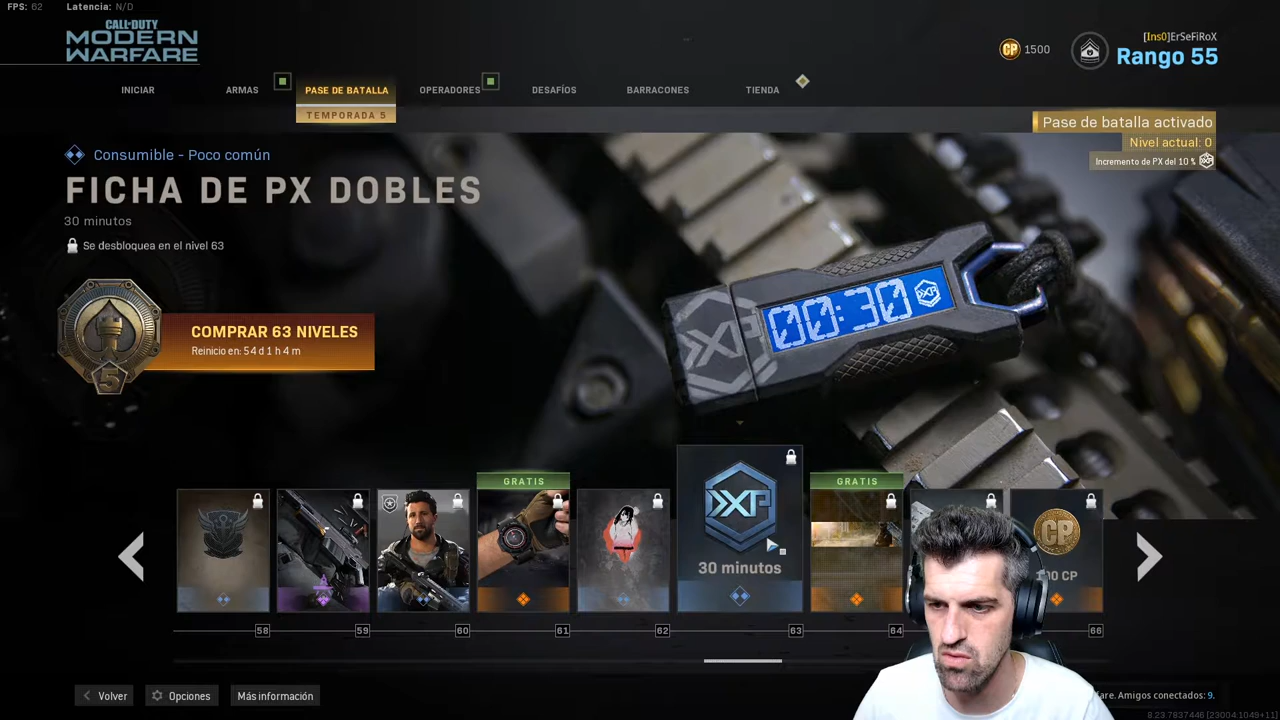 FPS: 62
Latencia: N/D
CALL·DUTY
MODERN
WARFARE
CP 1500
[Ins0]ErSeFiRoX
Rango 55
INICIAR
ARMAS
PASE DE BATALLA
OPERADORES
DESAFÍOS
BARRACONES
TIENDA
TEMPORADA 5
Pase de batalla activado
Nivel actual: 0
Incremento de PX del 10 %
Consumible - Poco común
FICHA DE PX DOBLES
30 minutos
Se desbloquea en el nivel 63
XP
00:30
COMPRAR 63 NIVELES
Reinicio en: 54 d 1 h 4 m
5
GRATIS
GRATIS
XP
30 minutos
CP
CP
58
59
60
61
62
63
64
66
Volver
Opciones
Más información
fare. Amigos conectados: 9.